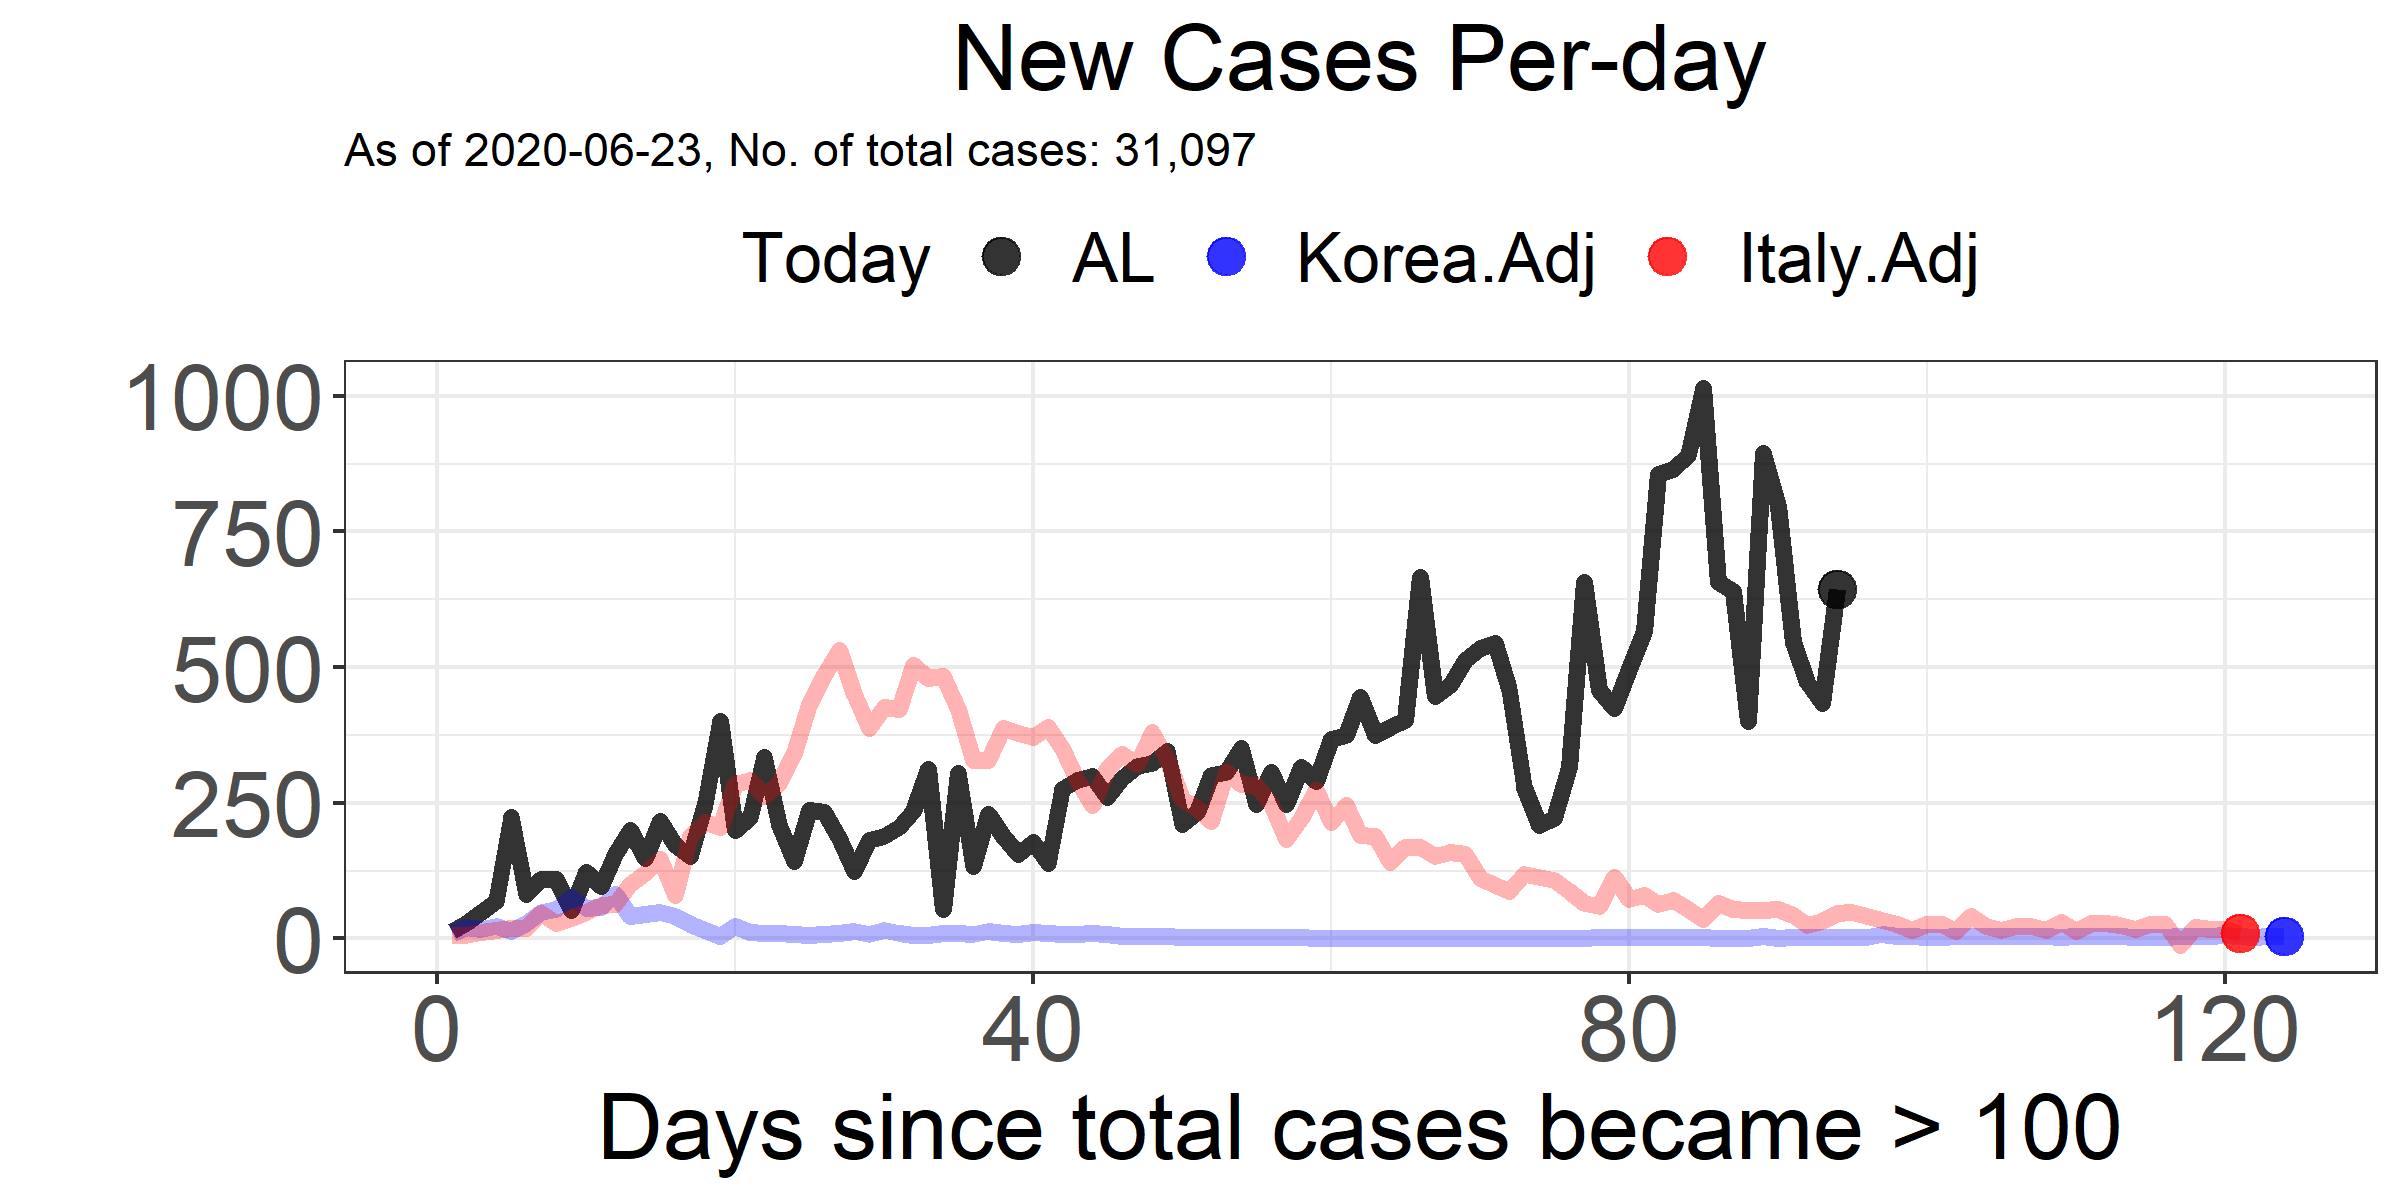 New Cases Per-day
As of 2020-06-23, No. of total cases: 31,097
Today AL Korea.Adj Italy.Adj
1000
750
500
250
0
0 40 80 120
Days since total cases became > 100